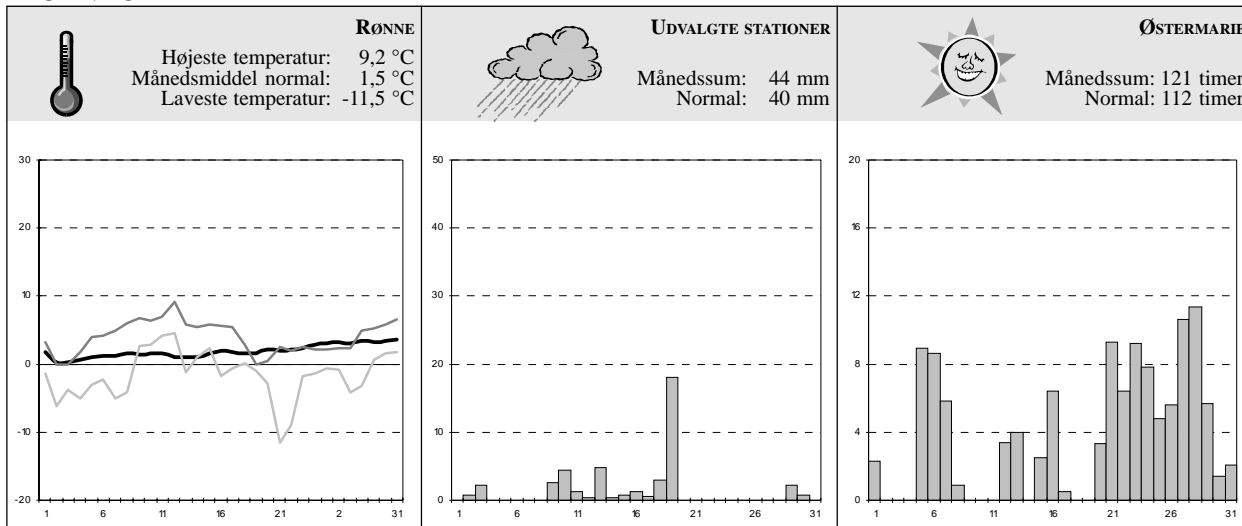 RØNNE
Højeste temperatur: 9,2 °C
Månedsmiddel normal: 1,5 °C
Laveste temperatur: -11,5 °C
30
20
10
0
-10
-20
1 6 11 16 21 2 31
UDVALGTE STATIONER
Månedssum: 44 mm
Normal: 40 mm
50
40
30
20
10
0
1 6 11 16 21 26 31
ØSTERMARIE
Månedssum: 121 timer
Normal: 112 timer
20
16
12
8
4
0
1 6 11 16 21 26 31